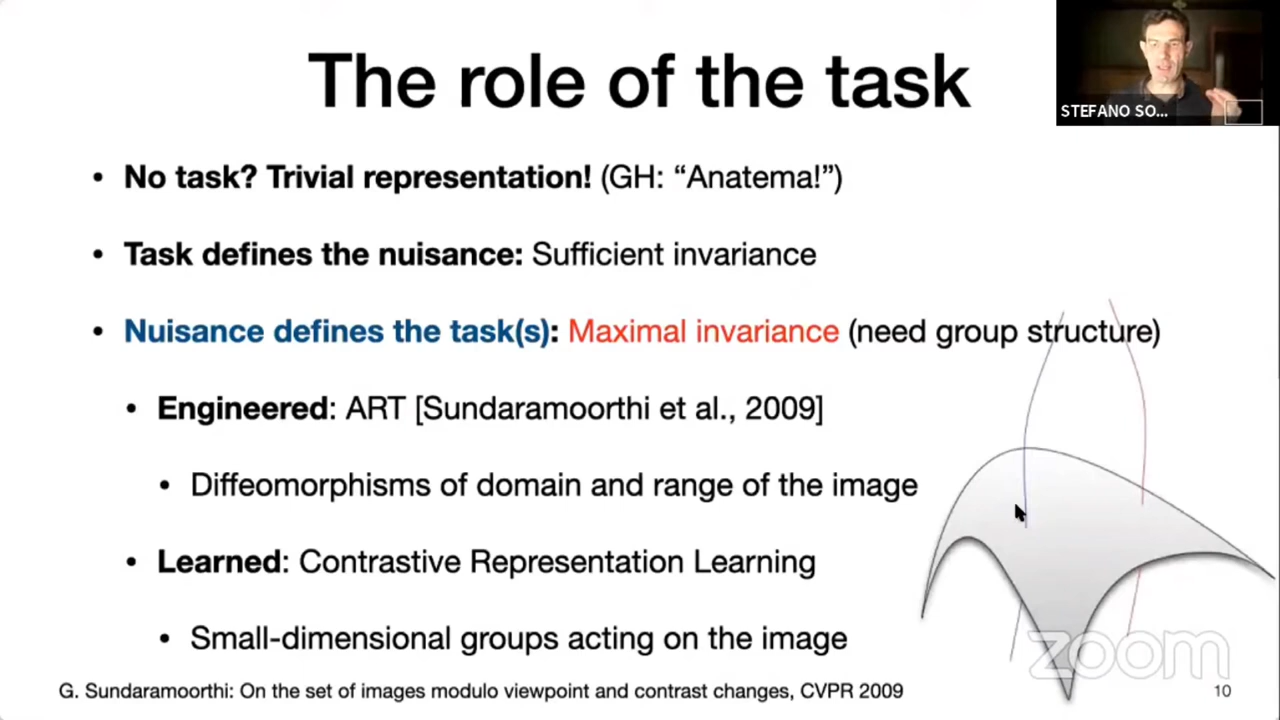 The role of the task
STEFANO SO...
• No task? Trivial representation! (GH: “Anatema!”)
• Task defines the nuisance: Sufficient invariance
• Nuisance defines the task(s): Maximal invariance (need group structure)
• Engineered: ART [Sundaramoorthi et al., 2009]
• Diffeomorphisms of domain and range of the image
• Learned: Contrastive Representation Learning
• Small-dimensional groups acting on the image
zoom
G. Sundaramoorthi: On the set of images modulo viewpoint and contrast changes, CVPR 2009
10